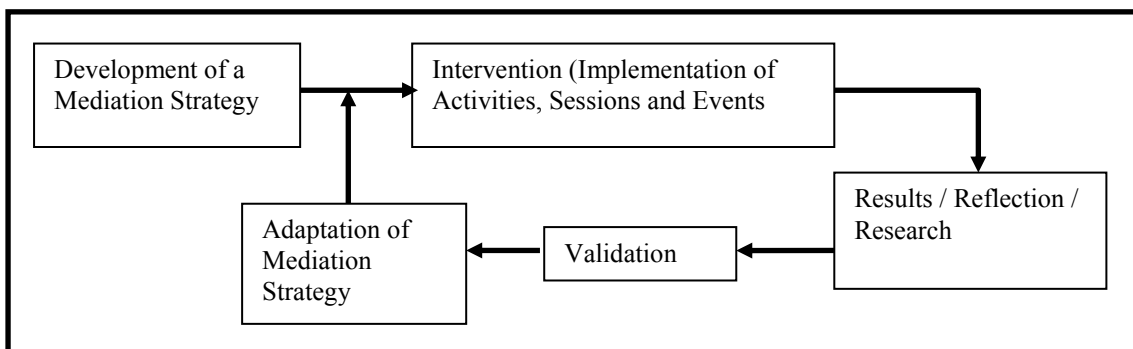 Development of a
Mediation Strategy
Intervention (Implementation of
Activities, Sessions and Events
Results / Reflection /
Research
Validation
Adaptation of
Mediation
Strategy